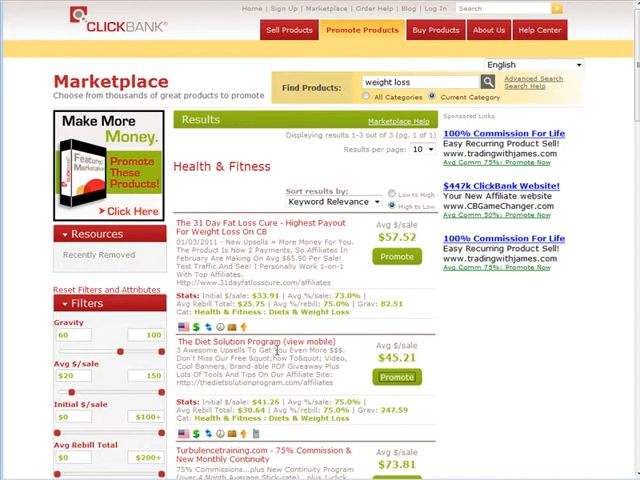 Home | Sign Up | Marketplace | Order Help | Blog | Log In
Search
CLICKBANK®
Sell Products
Promote Products
Buy Products
About Us
Help Center
English
Marketplace
Choose from thousands of great products to promote
Find Products:
weight loss
Advanced Search
Search Help
All Categories
Current Category
Make More
Money.
Featured
Marketplace
Promote
These
Products!
Click Here
Resources
Recently Removed
Reset Filters and Attributes
Filters
Gravity
60
100
Avg $/sale
$20
150
Initial $/sale
$0
$100+
Avg Rebill Total
$0
$200+
Results
Marketplace Help
Displaying results 1-3 out of 3 (pg. 1 of 1)
Results per page: 10
Health & Fitness
Sort results by:
Keyword Relevance
Low to High
High to Low
The 31 Day Fat Loss Cure - Highest Payout
For Weight Loss On CB
01/03/2011 - New Upsells = More Money For You.
The Product Is Now 2 Payments, So Affiliates In
February Are Making On Avg $65.90 Per Sale!
Test Traffic And See! I Personally Work 1-on-1
With Top Affiliates.
Http://www.31dayfatlosscure.com/affiliates
Avg $/sale
$57.52
Promote
Stats: Initial $/sale: $33.91 | Avg %/sale: 73.0% |
Avg Rebill Total: $25.75 | Avg %/rebill: 72.0% | Grav: 82.51
Cat: Health & Fitness : Diets & Weight Loss
The Diet Solution Program (view mobile)
3 Awesome Upsells To Get You Even More $$$.
Don't Miss Our Free &quot;how To&quot; Video,
Cool Banners, Brand-able PDF Giveaway Plus
Lots Of Tools And Tips On Our Affiliate Site:
Http://thedietsolutionprogram.com/affiliates
Avg $/sale
$45.21
Promote
Stats: Initial $/sale: $41.26 | Avg %/sale: 75.0% |
Avg Rebill Total: $30.64 | Avg %/rebill: 75.0% | Grav: 247.59
Cat: Health & Fitness : Diets & Weight Loss
Turbulencetraining.com - 75% Commission &
New Monthly Continuity
75% Commissions...plus New Continuity Program
(over 4 Month Average Stick-rate)... plus 1-click
Avg $/sale
$73.81
Sponsored Links
100% Commission For Life
Easy Recurring Product Sell!
www.tradingwithjames.com
Avg Comm 75%: Promote Now
$447k ClickBank Website!
Your New Affiliate website
www.CBGameChanger.com
Avg Comm 50%: Promote Now
100% Commission For Life
Easy Recurring Product Sell!
www.tradingwithjames.com
Avg Comm 75%: Promote Now